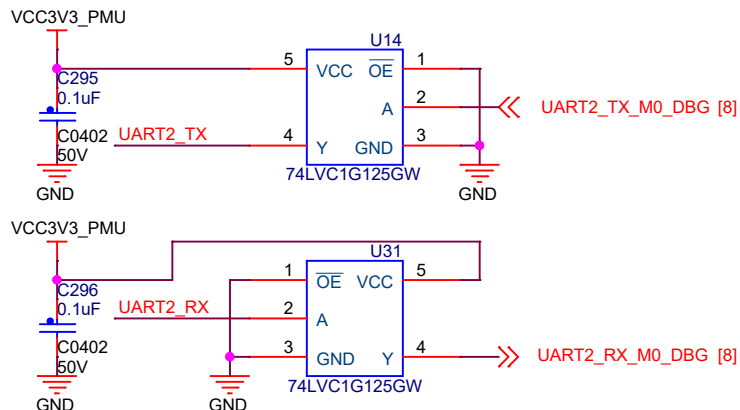 VCC3V3_PMU
U14
5 VCC OE 1
C295
0.1uF
A 2 UART2_TX_M0_DBG [8]
UART2_TX 4 Y GND 3
C0402
50V
74LVC1G125GW
GND GND
VCC3V3_PMU
U31
1 OE VCC 5
C296
0.1uF
UART2_RX 2 A
C0402
50V
3 GND Y 4 UART2_RX_M0_DBG [8]
74LVC1G125GW
GND GND